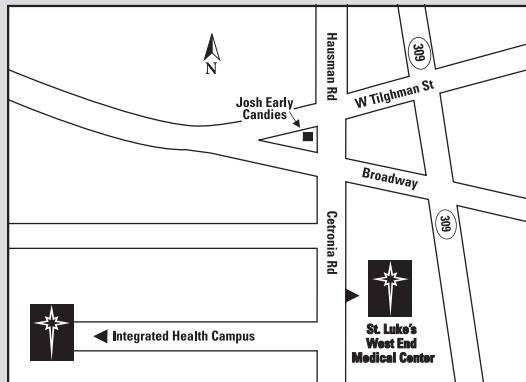 N
Hausman Rd
309
W Tilghman St
Josh Early
Candies
Broadway
309
Cetronia Rd
Integrated Health Campus
St. Luke's
West End
Medical Center